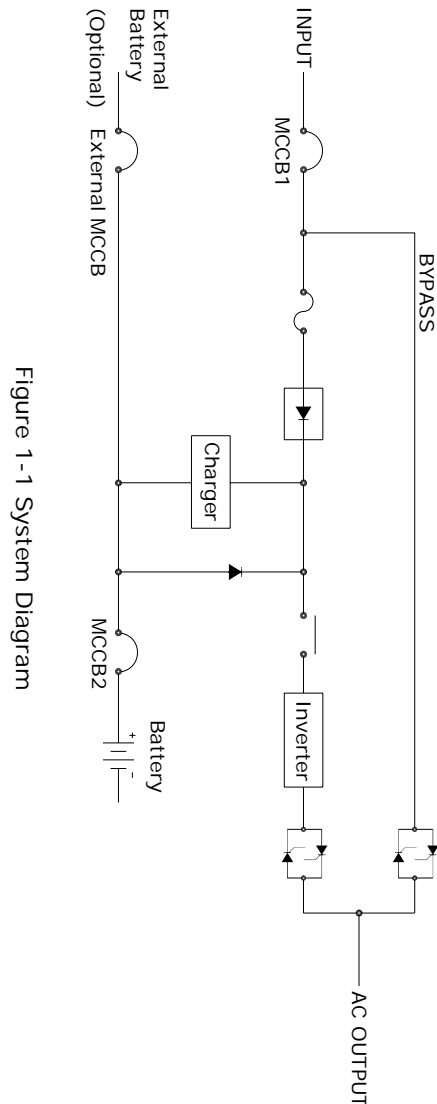 BYPASS
AC OUTPUT
INPUT
MCCB1
Inverter
Charger
External
Battery
(Optional)
External MCCB
MCCB2
Battery
+ -
Figure 1-1 System Diagram